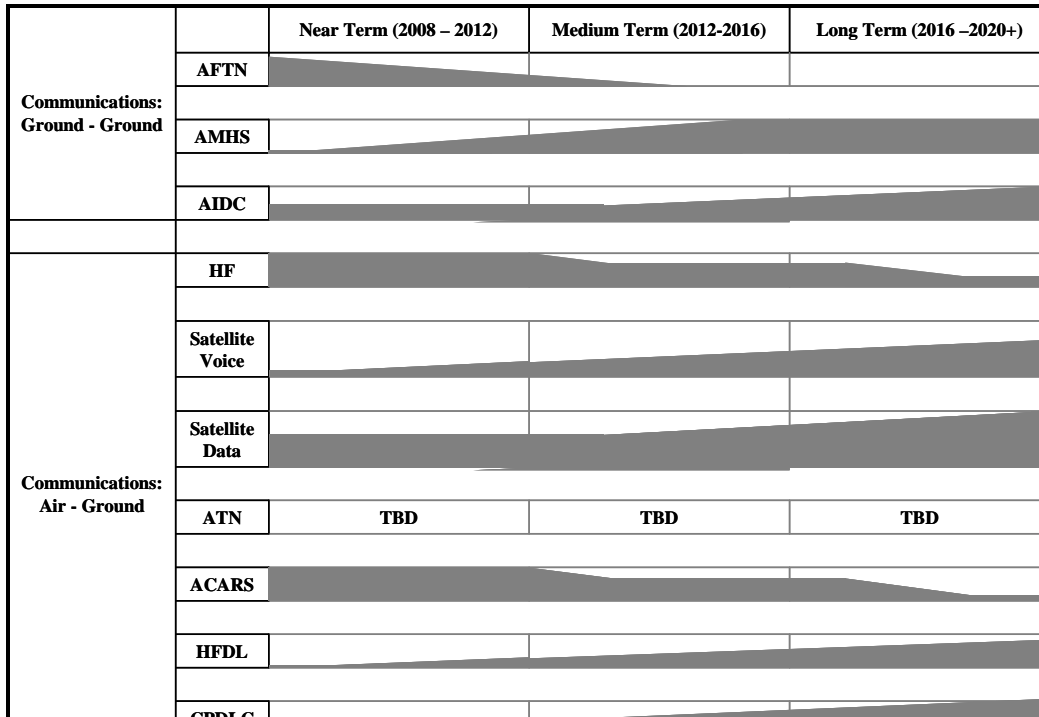 Near Term (2008 – 2012) Medium Term (2012-2016) Long Term (2016 –2020+)
Communications:
Ground - Ground
AFTN
AMHS
AIDC
Communications:
Air - Ground
HF
Satellite
Voice
Satellite
Data
ATN TBD TBD TBD
ACARS
HFDL
CPDLC